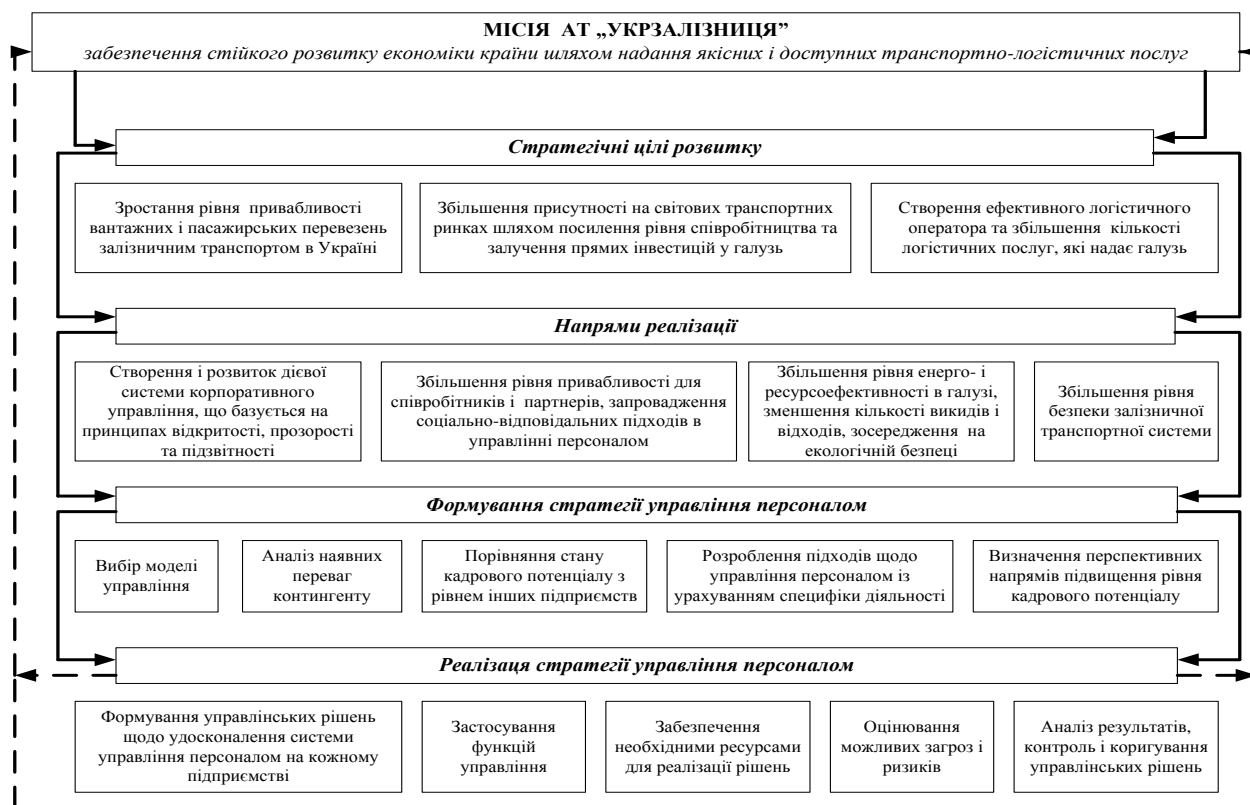 МІСІЯ АТ „УКРЗАЛІЗНИЦЯ”
забезпечення стійкого розвитку економіки країни шляхом надання якісних і доступних транспортно-логістичних послуг
Стратегічні цілі розвитку
Зростання рівня привабливості
вантажних і пасажирських перевезень
залізничним транспортом в Україні
Збільшення присутності на світових транспортних
ринках шляхом посилення рівня співробітництва та
залучення прямих інвестицій у галузь
Створення ефективного логістичного
оператора та збільшення кількості
логістичних послуг, які надає галузь
Напрями реалізації
Створення і розвиток дієвої
системи корпоративного
управління, що базується на
принципах відкритості, прозорості
та підзвітності
Збільшення рівня привабливості для
співробітників і партнерів, запровадження
соціально-відповідальних підходів в
управлінні персоналом
Збільшення рівня енерго- і
ресурсоефективності в галузі,
зменшення кількості викидів і
відходів, зосередження на
екологічній безпеці
Збільшення рівня
безпеки залізничної
транспортної системи
Формування стратегії управління персоналом
Вибір моделі
управління
Аналіз наявних
переваг
контингенту
Порівняння стану
кадрового потенціалу з
рівнем інших підприємств
Розроблення підходів щодо
управління персоналом із
урахуванням специфіки діяльності
Визначення перспективних
напрямів підвищення рівня
кадрового потенціалу
Реалізаця стратегії управління персоналом
Формування управлінських рішень
щодо удосконалення системи
управління персоналом на кожному
підприємстві
Застосування
функцій
управління
Забезпечення
необхідними ресурсами
для реалізації рішень
Оцінювання
можливих загроз і
ризиків
Аналіз результатів,
контроль і коригування
управлінських рішень